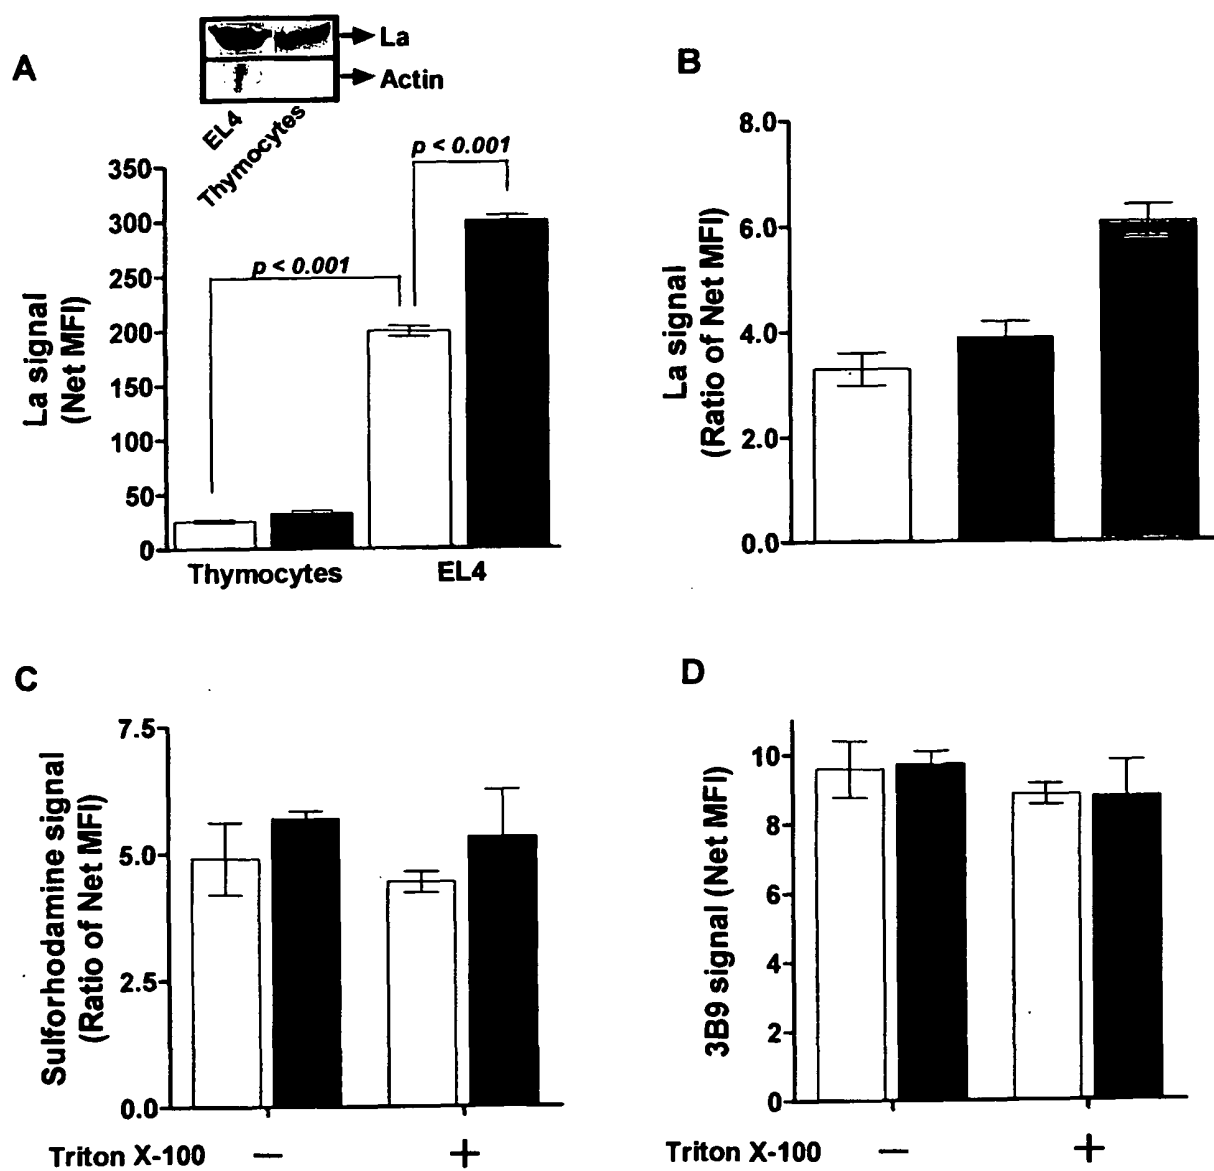 A
La
Actin
EL4
Thymocytes
p < 0.001
p < 0.001
La signal
(Net MFI)
350
300
250
200
150
100
50
0
Thymocytes
EL4
B
La signal
(Ratio of Net MFI)
8.0
6.0
4.0
2.0
0.0
C
Sulforhodamine signal
(Ratio of Net MFI)
7.5
5.0
2.5
0.0
Triton X-100 − +
D
3B9 signal (Net MFI)
10
8
6
4
2
0
Triton X-100 − +